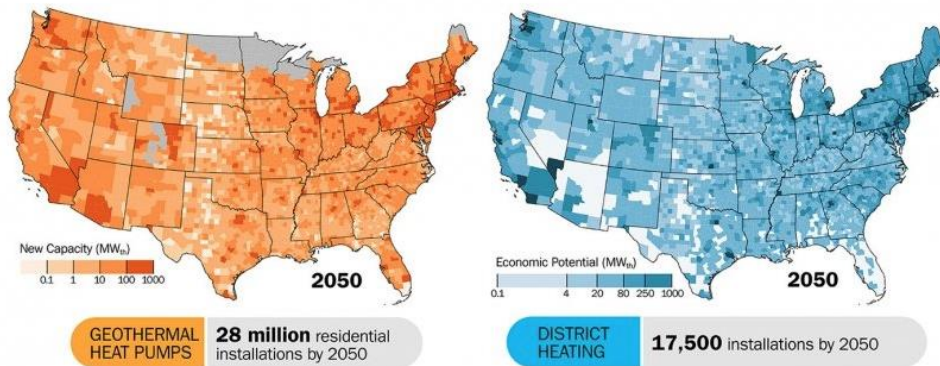 New Capacity (MWth)
0.1 1 10 100 1000
2050
GEOTHERMAL
HEAT PUMPS
28 million residential
installations by 2050
Economic Potential (MWth)
0.1 4 20 80 250 1000
2050
DISTRICT
HEATING
17,500 installations by 2050